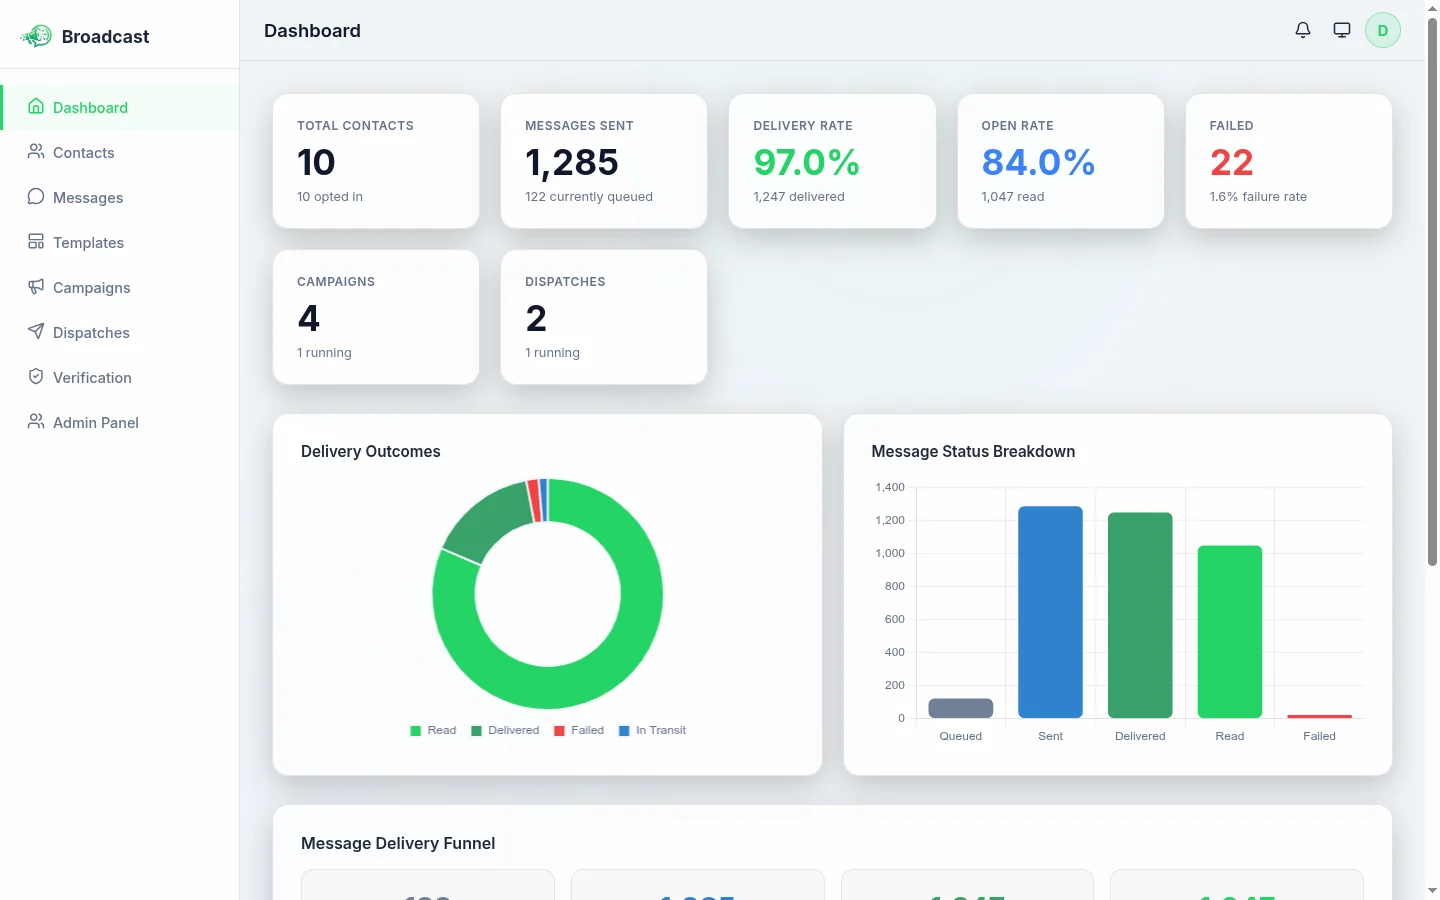 Broadcast
Dashboard
D
Dashboard
Contacts
Messages
Templates
Campaigns
Dispatches
Verification
Admin Panel
TOTAL CONTACTS
10
10 opted in
MESSAGES SENT
1,285
122 currently queued
DELIVERY RATE
97.0%
1,247 delivered
OPEN RATE
84.0%
1,047 read
FAILED
22
1.6% failure rate
CAMPAIGNS
4
1 running
DISPATCHES
2
1 running
Delivery Outcomes
Read Delivered Failed In Transit
Message Status Breakdown
1,400
1,200
1,000
800
600
400
200
0
Queued Sent Delivered Read Failed
Message Delivery Funnel